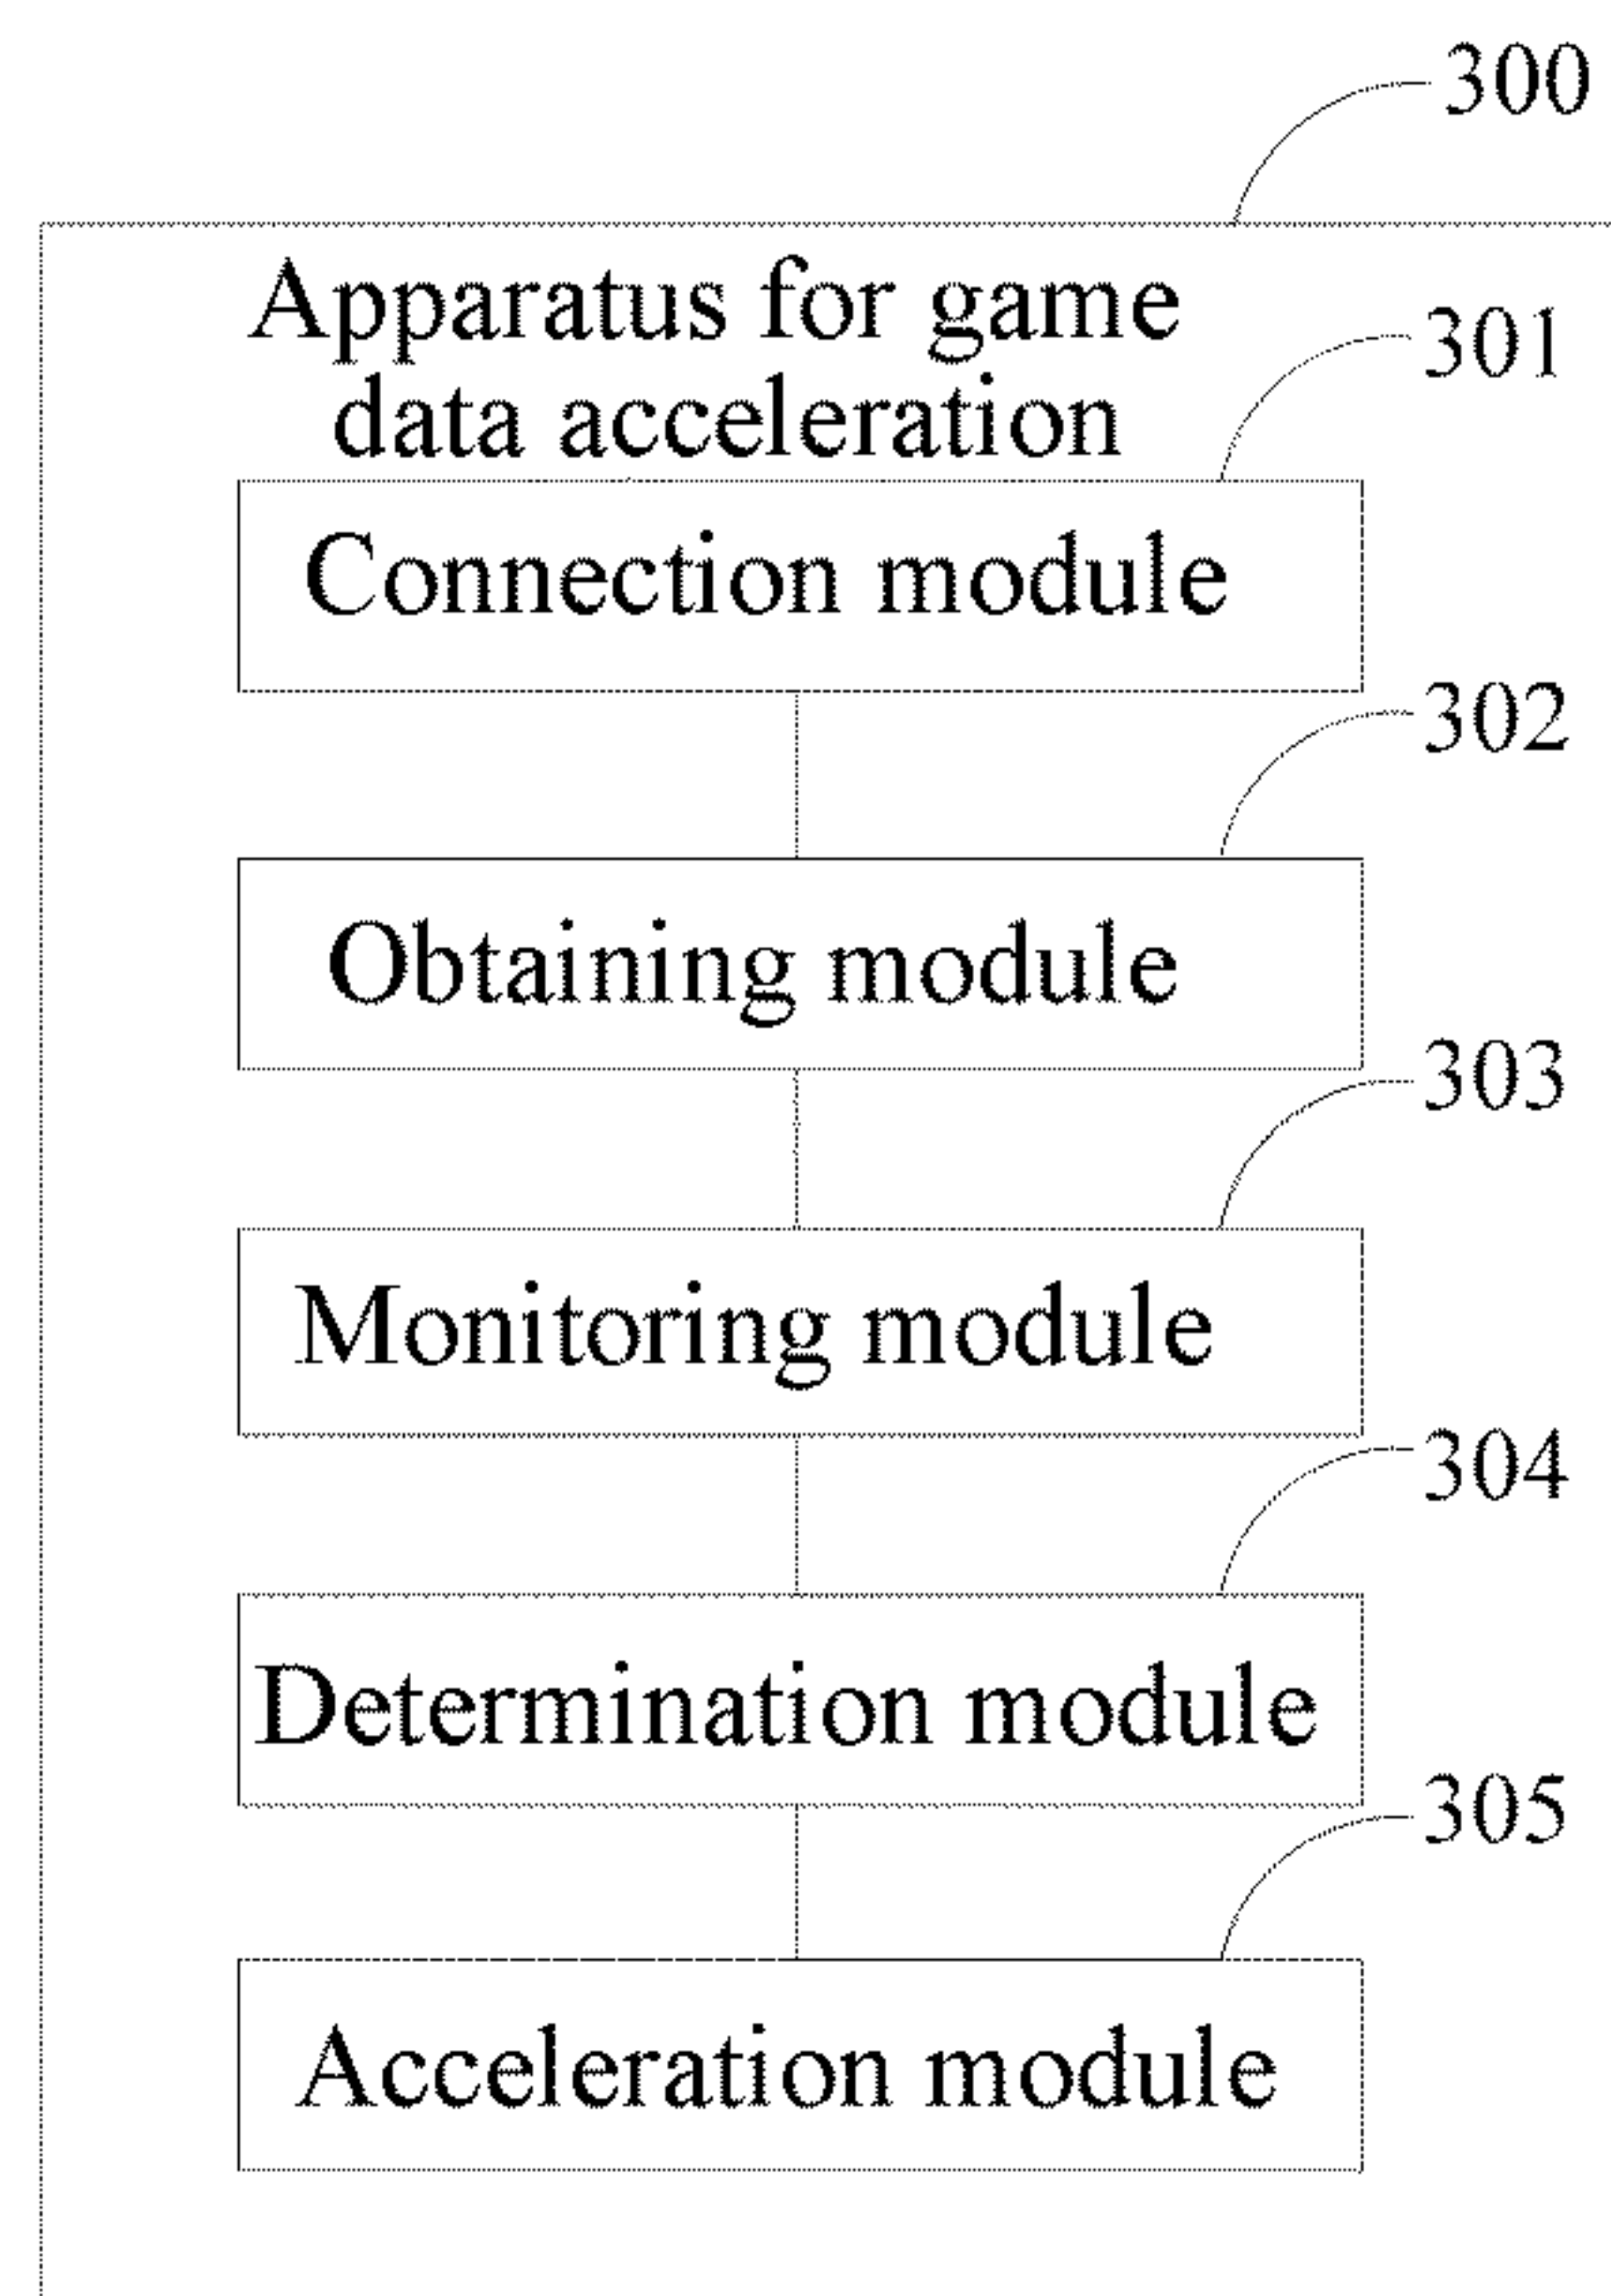 300
Apparatus for game
data acceleration
301
Connection module
302
Obtaining module
303
Monitoring module
304
Determination module
305
Acceleration module